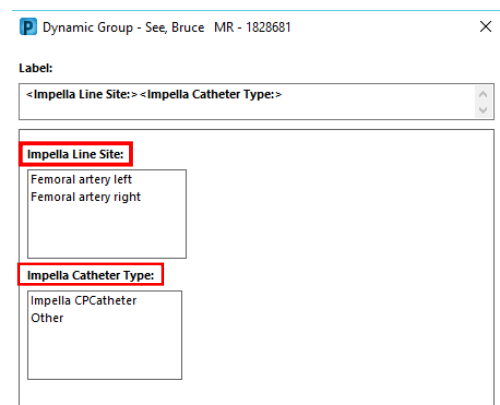 P Dynamic Group - See, Bruce MR - 1828681
Label:
<Impella Line Site:> <Impella Catheter Type:>
Impella Line Site:
Femoral artery left
Femoral artery right
Impella Catheter Type:
Impella CPCatheter
Other